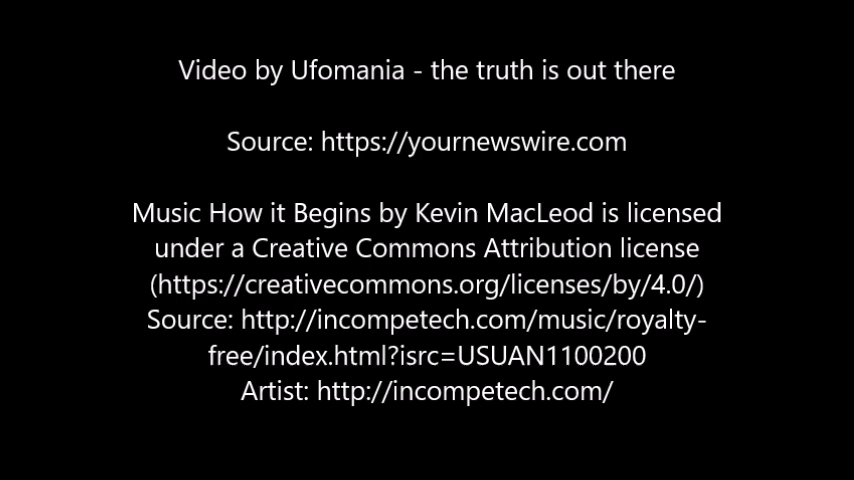 Video by Ufomania - the truth is out there
Source: https://yournewswire.com
Music How it Begins by Kevin MacLeod is licensed
under a Creative Commons Attribution license
(https://creativecommons.org/licenses/by/4.0/)
Source: http://incompetech.com/music/royalty-
free/index.html?isrc=USUAN1100200
Artist: http://incompetech.com/